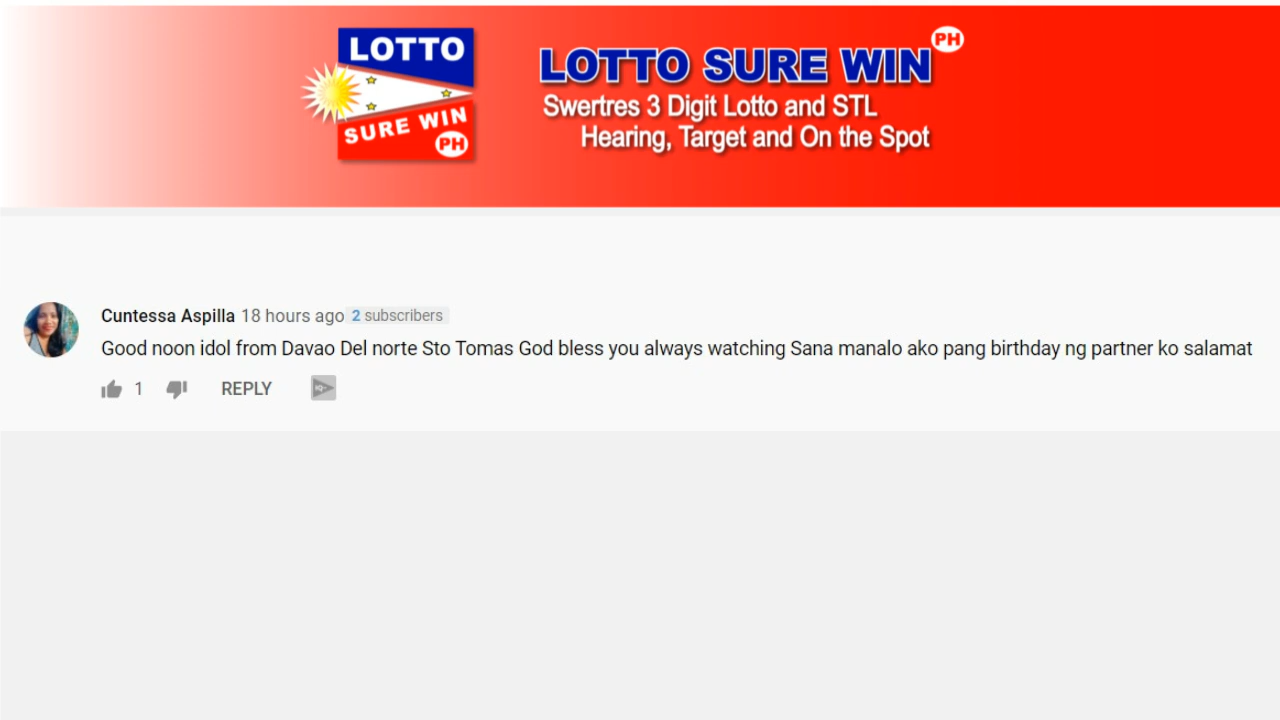 LOTTO
SURE WIN
PH
LOTTO SURE WIN PH
Swertres 3 Digit Lotto and STL
Hearing, Target and On the Spot
Cuntessa Aspilla 18 hours ago 2 subscribers
Good noon idol from Davao Del norte Sto Tomas God bless you always watching Sana manalo ako pang birthday ng partner ko salamat
1 REPLY